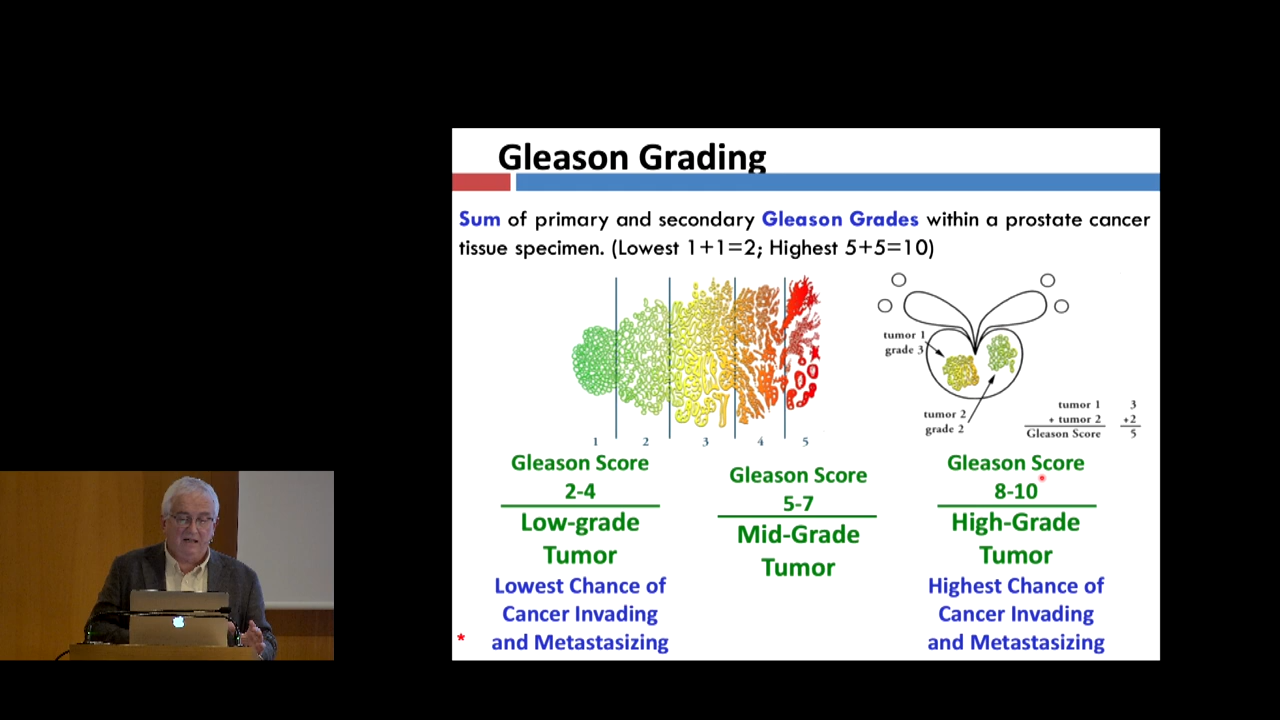 Gleason Grading
Sum of primary and secondary Gleason Grades within a prostate cancer
tissue specimen. (Lowest 1+1=2; Highest 5+5=10)
1 2 3 4 5
tumor 1
grade 3
tumor 2
grade 2
tumor 1 3
+ tumor 2 +2
Gleason Score 5
Gleason Score
2-4
Low-grade
Tumor
Lowest Chance of
Cancer Invading
and Metastasizing
Gleason Score
5-7
Mid-Grade
Tumor
Gleason Score
8-10
High-Grade
Tumor
Highest Chance of
Cancer Invading
and Metastasizing
*